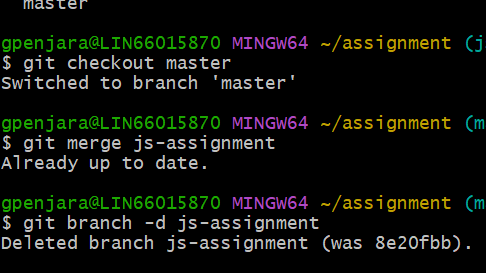 master
gpenjara@LIN66015870 MINGW64 ~/assignment (j
$ git checkout master
Switched to branch 'master'
gpenjara@LIN66015870 MINGW64 ~/assignment (m
$ git merge js-assignment
Already up to date.
gpenjara@LIN66015870 MINGW64 ~/assignment (m
$ git branch -d js-assignment
Deleted branch js-assignment (was 8e20fbb).